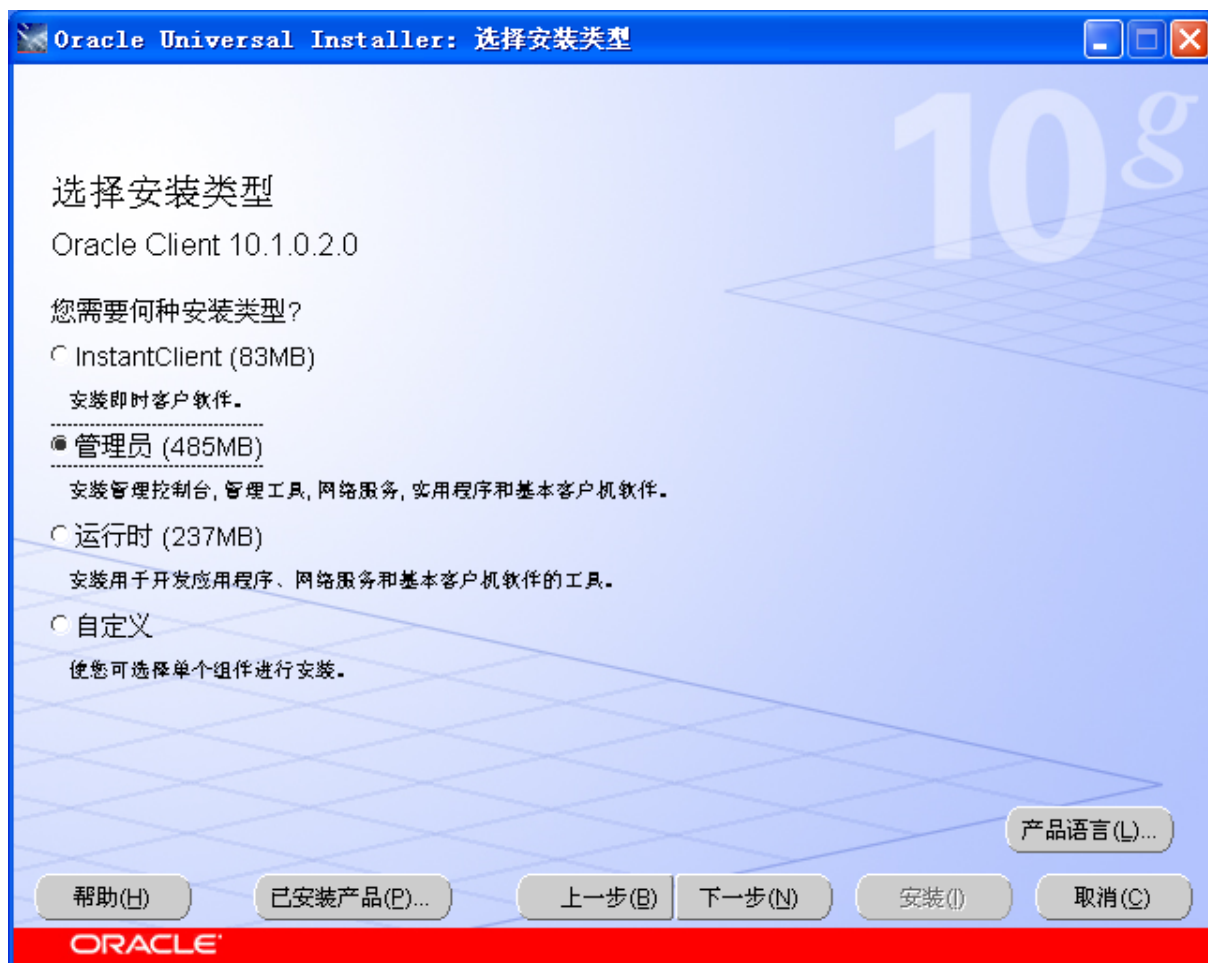 Oracle Universal Installer: 选择安装类型
10g
选择安装类型
Oracle Client 10.1.0.2.0
您需要何种安装类型?
InstantClient (83MB)
安装即时客户软件。
管理员 (485MB)
安装管理控制台, 管理工具, 网络服务, 实用程序和基本客户机软件。
运行时 (237MB)
安装用于开发应用程序、网络服务和基本客户机软件的工具。
自定义
使您可选择单个组件进行安装。
产品语言(L)...
帮助(H) 已安装产品(P)... 上一步(B) 下一步(N) 安装(I) 取消(C)
ORACLE